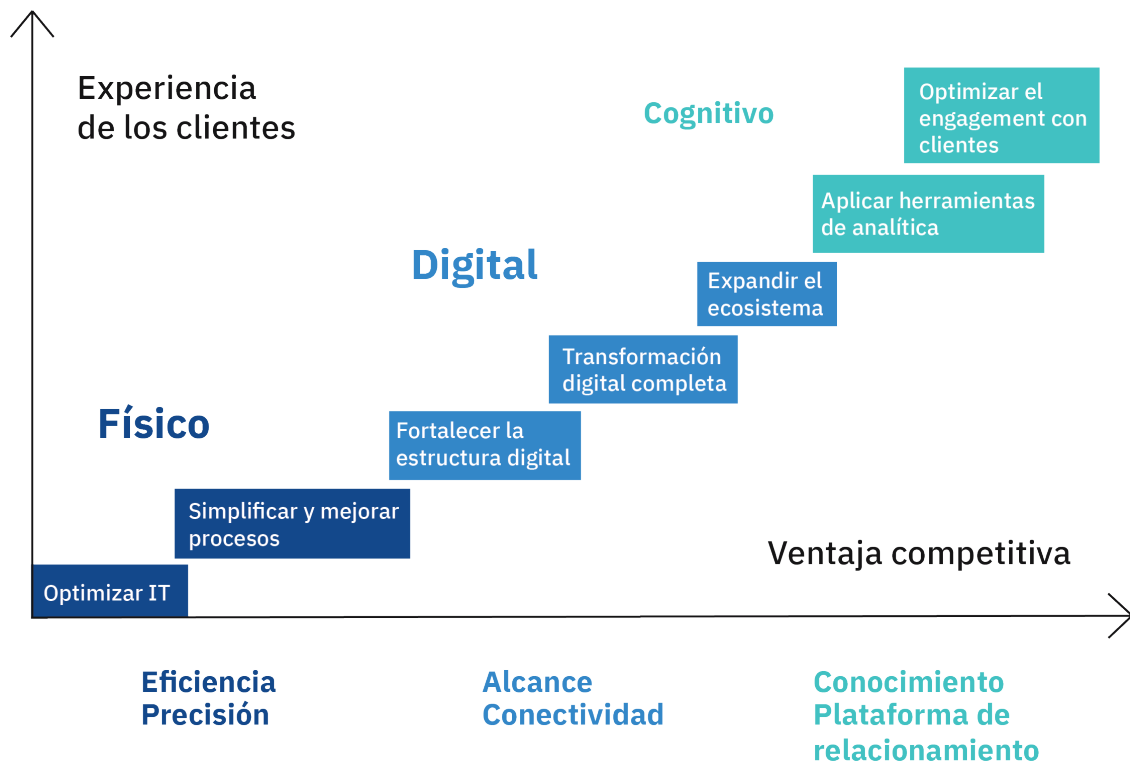 Experiencia
de los clientes
Cognitivo
Optimizar el
engagement con
clientes
Aplicar herramientas
de analítica
Digital
Expandir el
ecosistema
Transformación
digital completa
Físico
Fortalecer la
estructura digital
Simplificar y mejorar
procesos
Ventaja competitiva
Optimizar IT
Eficiencia
Precisión
Alcance
Conectividad
Conocimiento
Plataforma de
relacionamiento